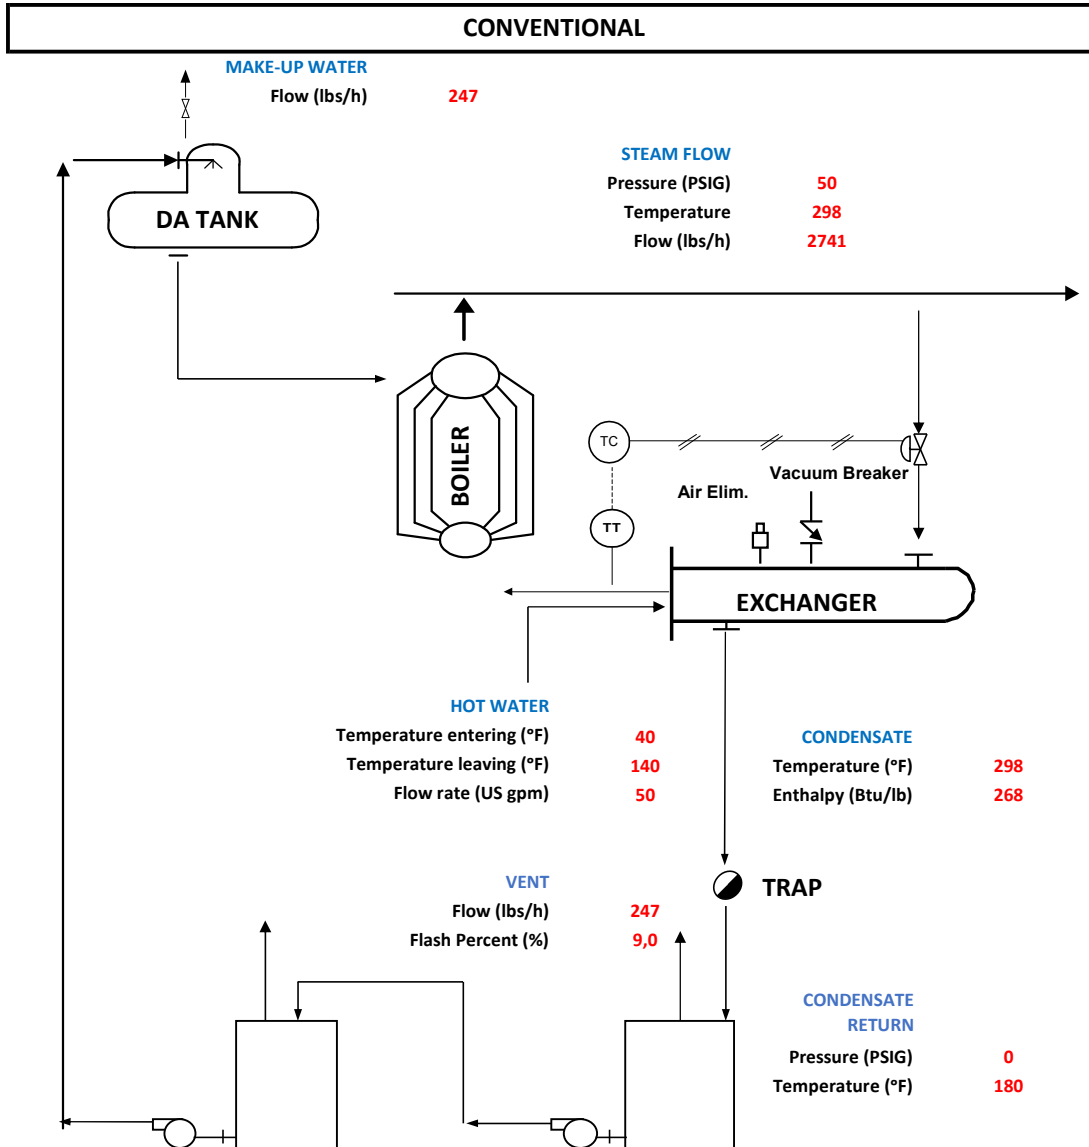 CONVENTIONAL
MAKE-UP WATER
Flow (lbs/h) 247
STEAM FLOW
Pressure (PSIG) 50
Temperature 298
Flow (lbs/h) 2741
DA TANK
BOILER
TC
Vacuum Breaker
Air Elim.
TT
EXCHANGER
HOT WATER
Temperature entering (°F) 40
Temperature leaving (°F) 140
Flow rate (US gpm) 50
CONDENSATE
Temperature (°F) 298
Enthalpy (Btu/lb) 268
TRAP
VENT
Flow (lbs/h) 247
Flash Percent (%) 9,0
CONDENSATE
RETURN
Pressure (PSIG) 0
Temperature (°F) 180